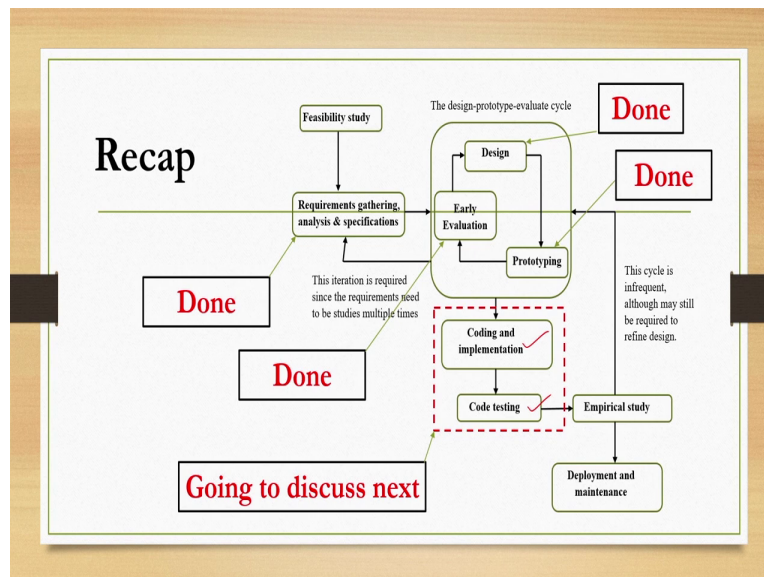 Recap
Feasibility study
The design-prototype-evaluate cycle
Done
Design
Done
Requirements gathering,
analysis & specifications
Early
Evaluation
Prototyping
Done
This iteration is required
since the requirements need
to be studies multiple times
This cycle is
infrequent,
although may still
be required to
refine design.
Done
Coding and
implementation
Code testing
Empirical study
Going to discuss next
Deployment and
maintenance